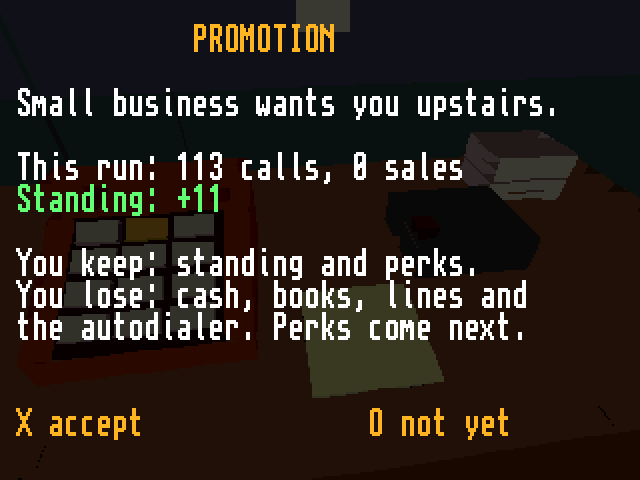 PROMOTION
Small business wants you upstairs.
This run: 113 calls, 0 sales
Standing: +11
You keep: standing and perks.
You lose: cash, books, lines and
the autodialer. Perks come next.
X accept O not yet